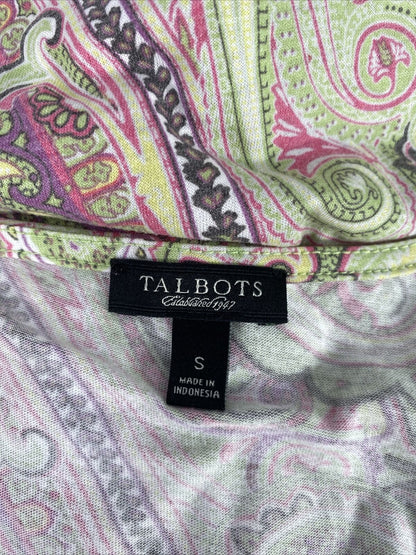 TALBOTS
Established 1947
S
MADE IN
INDONESIA